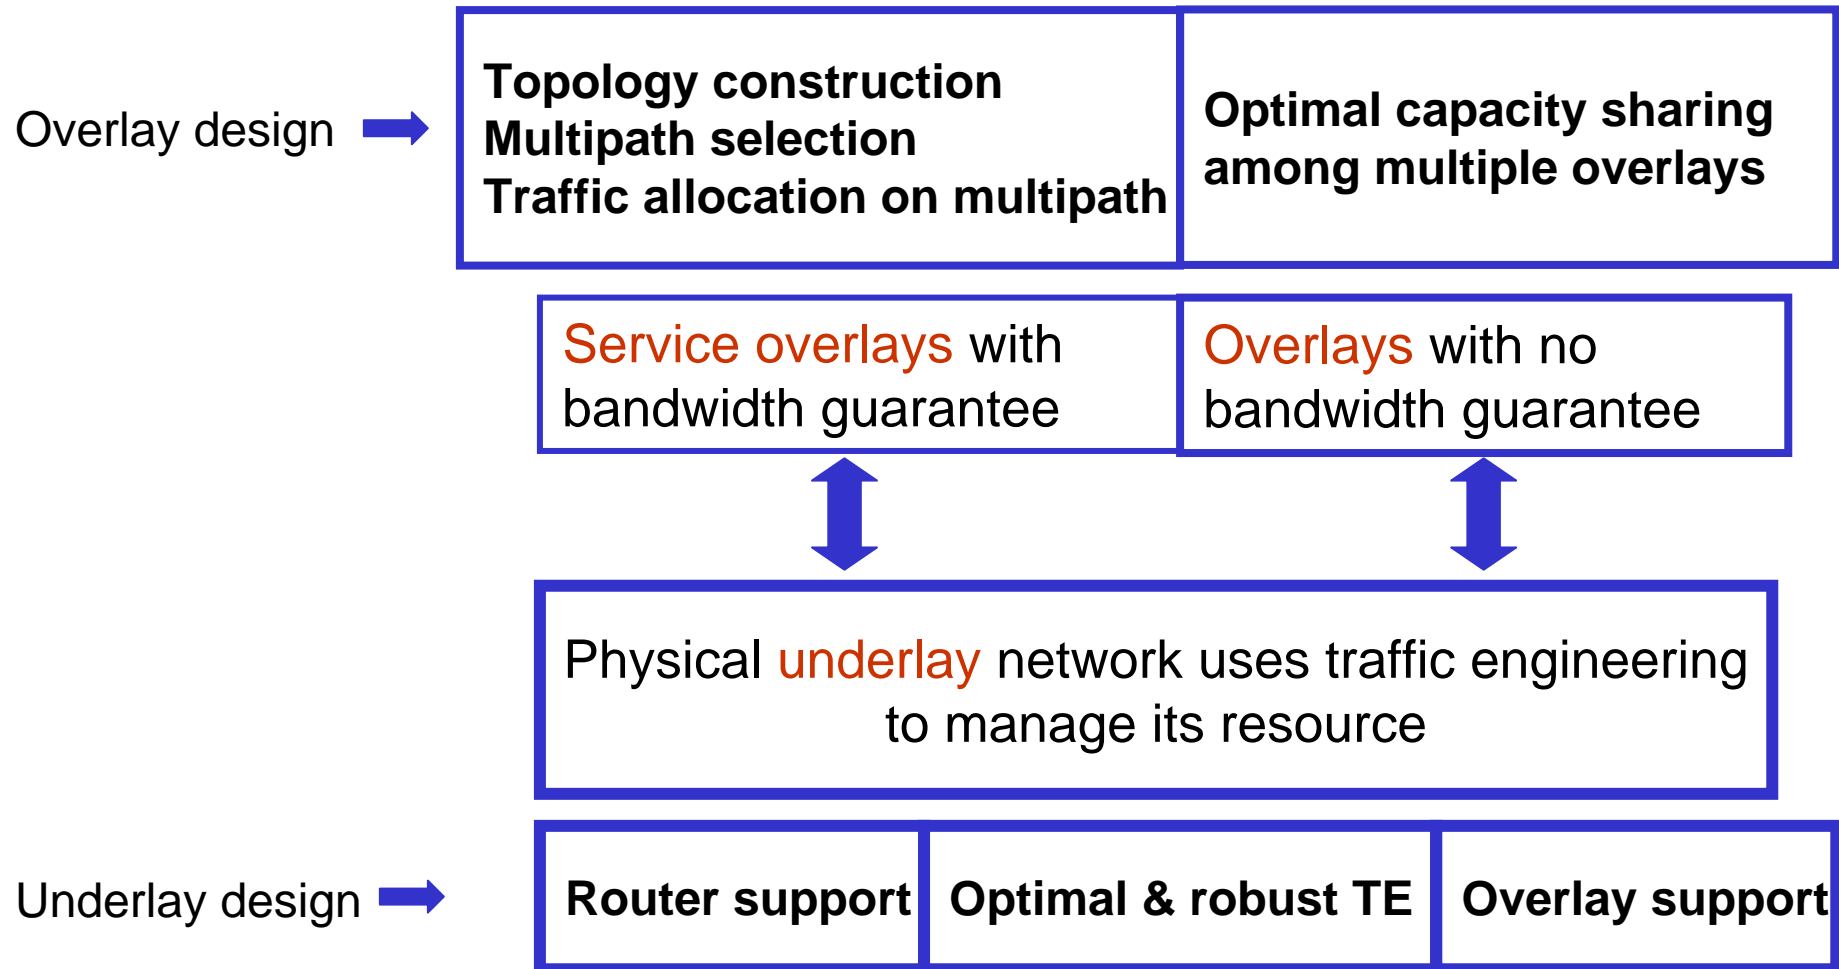 Overlay design
Topology construction
Multipath selection
Traffic allocation on multipath
Optimal capacity sharing
among multiple overlays
Service overlays with
bandwidth guarantee
Overlays with no
bandwidth guarantee
Physical underlay network uses traffic engineering
to manage its resource
Underlay design
Router support
Optimal & robust TE
Overlay support